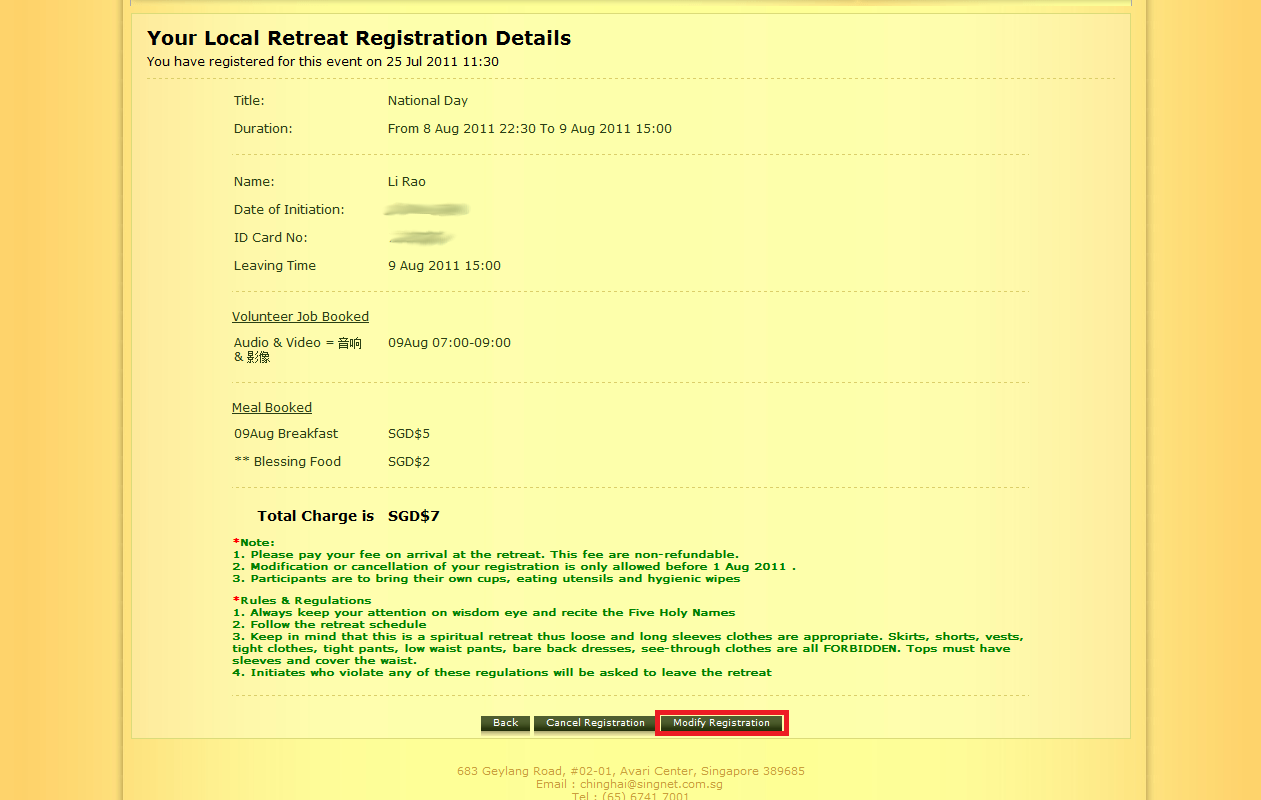 Your Local Retreat Registration Details
You have registered for this event on 25 Jul 2011 11:30
Title: National Day
Duration: From 8 Aug 2011 22:30 To 9 Aug 2011 15:00
Name: Li Rao
Date of Initiation:
ID Card No:
Leaving Time 9 Aug 2011 15:00
Volunteer Job Booked
Audio & Video = 音响 09Aug 07:00-09:00
& 影像
Meal Booked
09Aug Breakfast SGD$5
** Blessing Food SGD$2
Total Charge is SGD$7
*Note:
1. Please pay your fee on arrival at the retreat. This fee are non-refundable.
2. Modification or cancellation of your registration is only allowed before 1 Aug 2011 .
3. Participants are to bring their own cups, eating utensils and hygienic wipes
*Rules & Regulations
1. Always keep your attention on wisdom eye and recite the Five Holy Names
2. Follow the retreat schedule
3. Keep in mind that this is a spiritual retreat thus loose and long sleeves clothes are appropriate. Skirts, shorts, vests,
tight clothes, tight pants, low waist pants, bare back dresses, see-through clothes are all FORBIDDEN. Tops must have
sleeves and cover the waist.
4. Initiates who violate any of these regulations will be asked to leave the retreat
Back Cancel Registration Modify Registration
683 Geylang Road, #02-01, Avari Center, Singapore 389685
Email : chinghai@singnet.com.sg
Tel : (65) 6741 7001